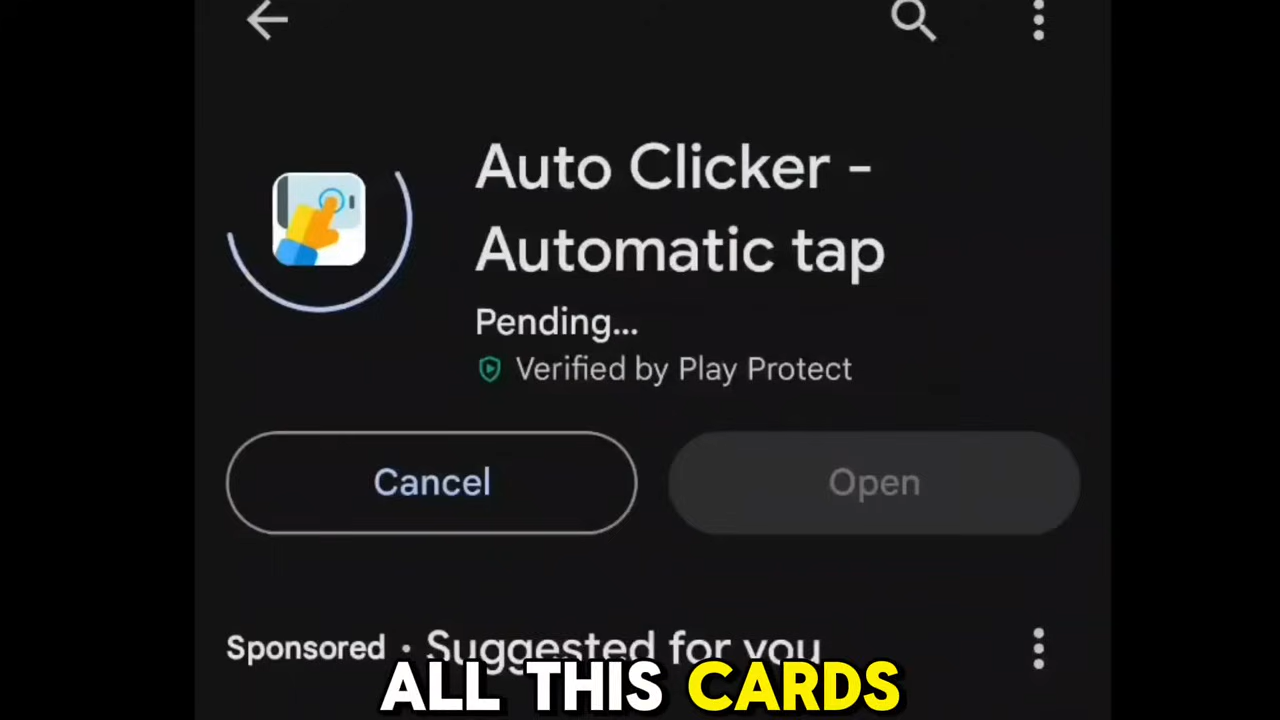 Auto Clicker -
Automatic tap
Pending...
Verified by Play Protect
Cancel
Open
Sponsored • Suggested for you
ALL THIS CARDS